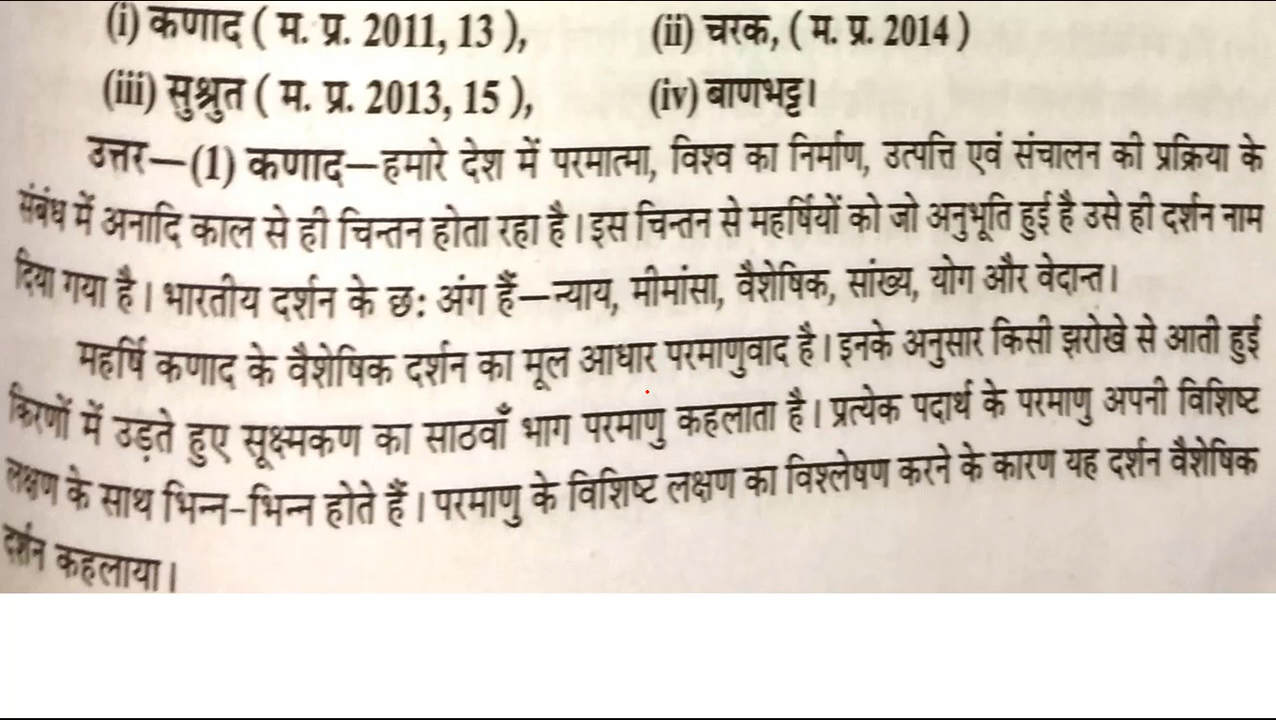 (i) कणाद ( म. प्र. 2011, 13 ), (ii) चरक, ( म. प्र. 2014 )
(iii) सुश्रुत ( म. प्र. 2013, 15 ), (iv) बाणभट्ट।
उत्तर—(1) कणाद—हमारे देश में परमात्मा, विश्व का निर्माण, उत्पत्ति एवं संचालन की प्रक्रिया के
संबंध में अनादि काल से ही चिन्तन होता रहा है। इस चिन्तन से महर्षियों को जो अनुभूति हुई है उसे ही दर्शन नाम
दिया गया है। भारतीय दर्शन के छः अंग हैं—न्याय, मीमांसा, वैशेषिक, सांख्य, योग और वेदान्त।
महर्षि कणाद के वैशेषिक दर्शन का मूल आधार परमाणुवाद है। इनके अनुसार किसी झरोखे से आती हुई
किरणों में उड़ते हुए सूक्ष्मकण का साठवाँ भाग परमाणु कहलाता है। प्रत्येक पदार्थ के परमाणु अपनी विशिष्ट
लक्षण के साथ भिन्न-भिन्न होते हैं। परमाणु के विशिष्ट लक्षण का विश्लेषण करने के कारण यह दर्शन वैशेषिक
दर्शन कहलाया।